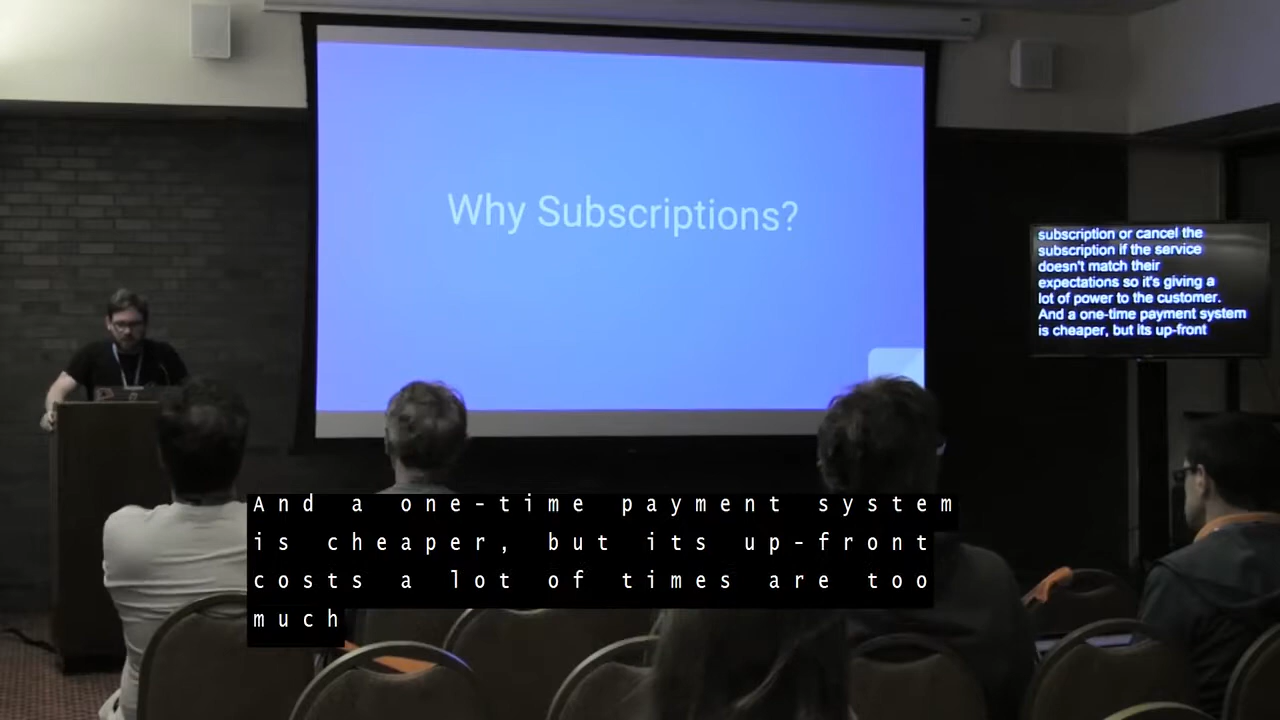 Why Subscriptions?
subscription or cancel the
subscription if the service
doesn't match their
expectations so it's giving a
lot of power to the customer.
And a one-time payment system
is cheaper, but its up-front
And a one-time payment system
is cheaper, but its up-front
costs a lot of times are too
much